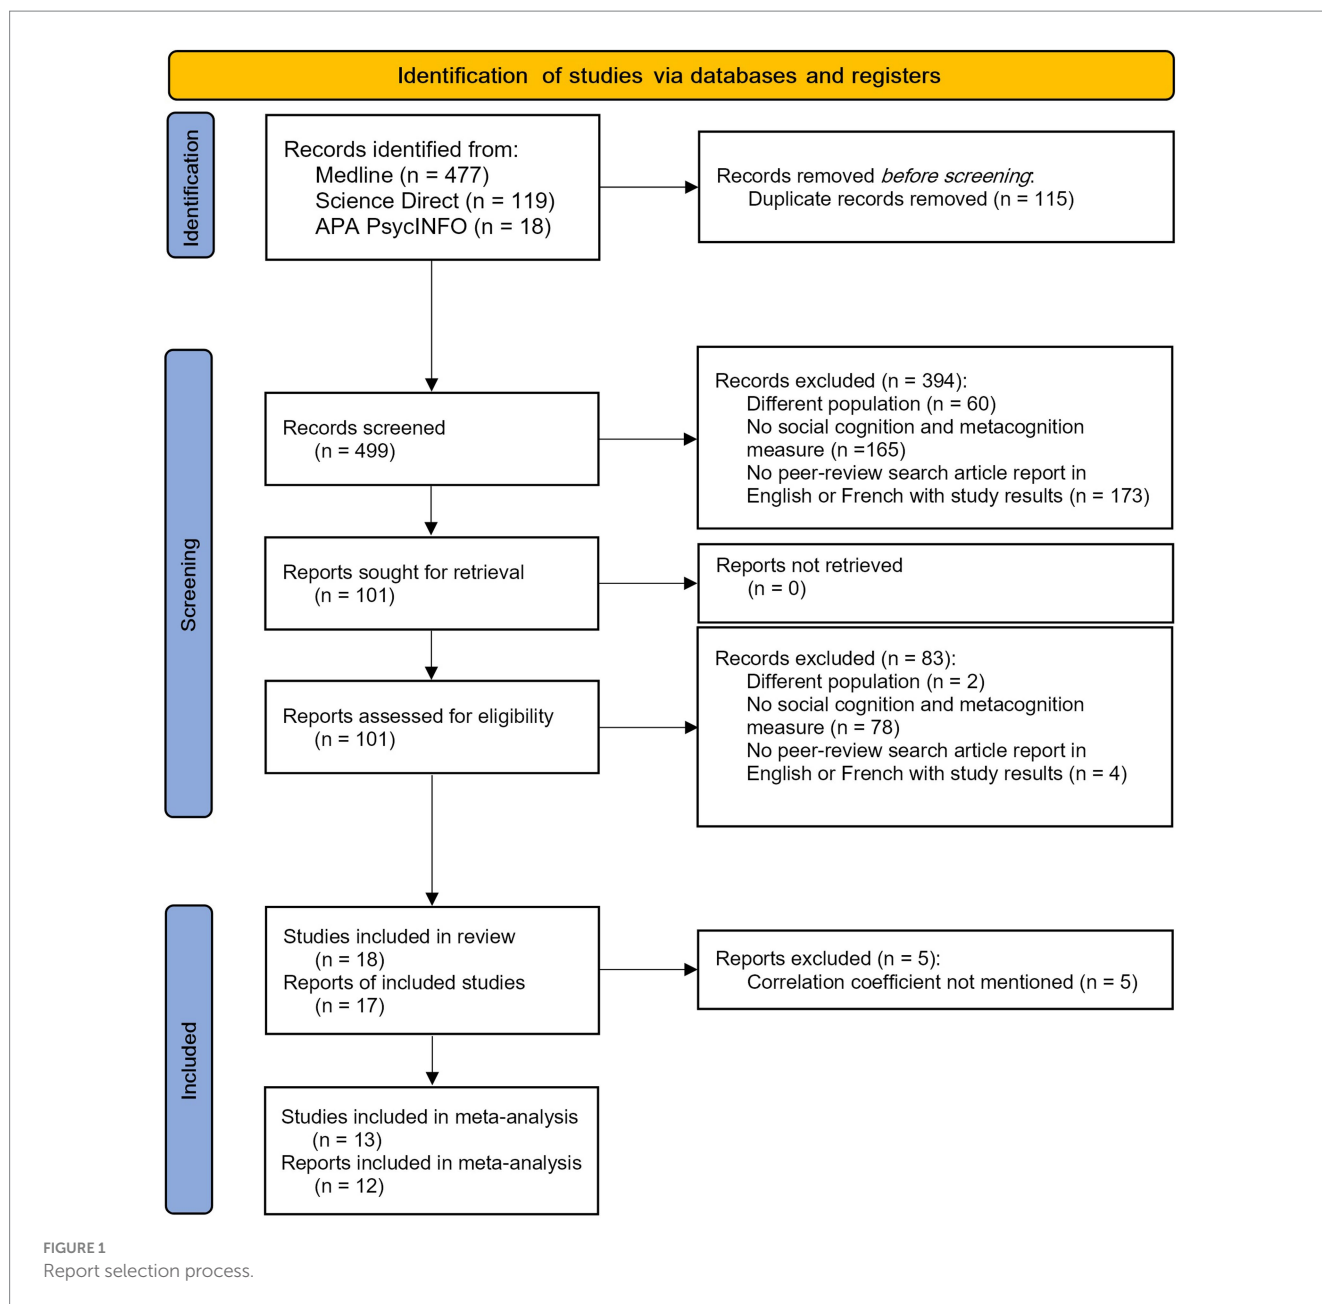 Identification of studies via databases and registers
Identification
Records identified from:
Medline (n = 477)
Science Direct (n = 119)
APA PsycINFO (n = 18)
Records removed before screening:
Duplicate records removed (n = 115)
Screening
Records screened
(n = 499)
Records excluded (n = 394):
Different population (n = 60)
No social cognition and metacognition
measure (n =165)
No peer-review search article report in
English or French with study results (n = 173)
Reports sought for retrieval
(n = 101)
Reports not retrieved
(n = 0)
Reports assessed for eligibility
(n = 101)
Records excluded (n = 83):
Different population (n = 2)
No social cognition and metacognition
measure (n = 78)
No peer-review search article report in
English or French with study results (n = 4)
Included
Studies included in review
(n = 18)
Reports of included studies
(n = 17)
Reports excluded (n = 5):
Correlation coefficient not mentioned (n = 5)
Studies included in meta-analysis
(n = 13)
Reports included in meta-analysis
(n = 12)
FIGURE 1
Report selection process.